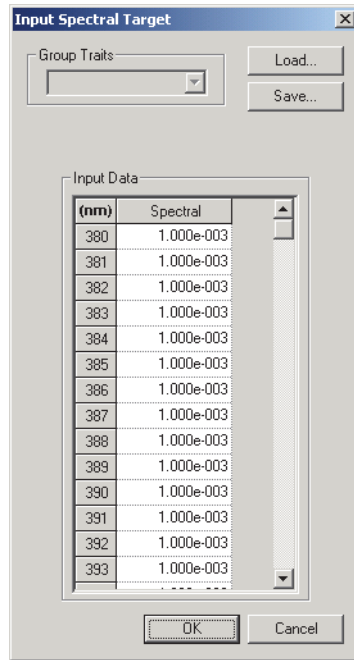 Input Spectral Target
Group Traits
Load...
Save...
Input Data
(nm) Spectral
380 1.000e-003
381 1.000e-003
382 1.000e-003
383 1.000e-003
384 1.000e-003
385 1.000e-003
386 1.000e-003
387 1.000e-003
388 1.000e-003
389 1.000e-003
390 1.000e-003
391 1.000e-003
392 1.000e-003
393 1.000e-003
OK Cancel